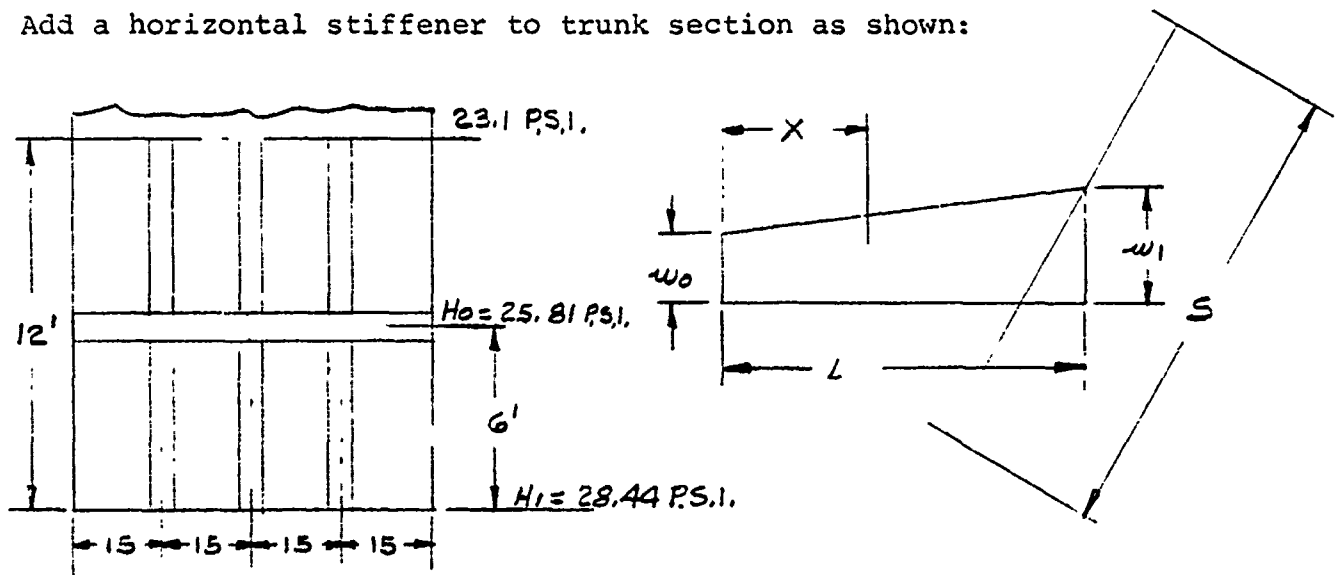 Add a horizontal stiffener to trunk section as shown:
23.1 P.S.I.
X
w₀
w₁
S
12'
H₀ = 25.81 P.S.I.
L
6'
H₁ = 28.44 P.S.I.
15 15 15 15